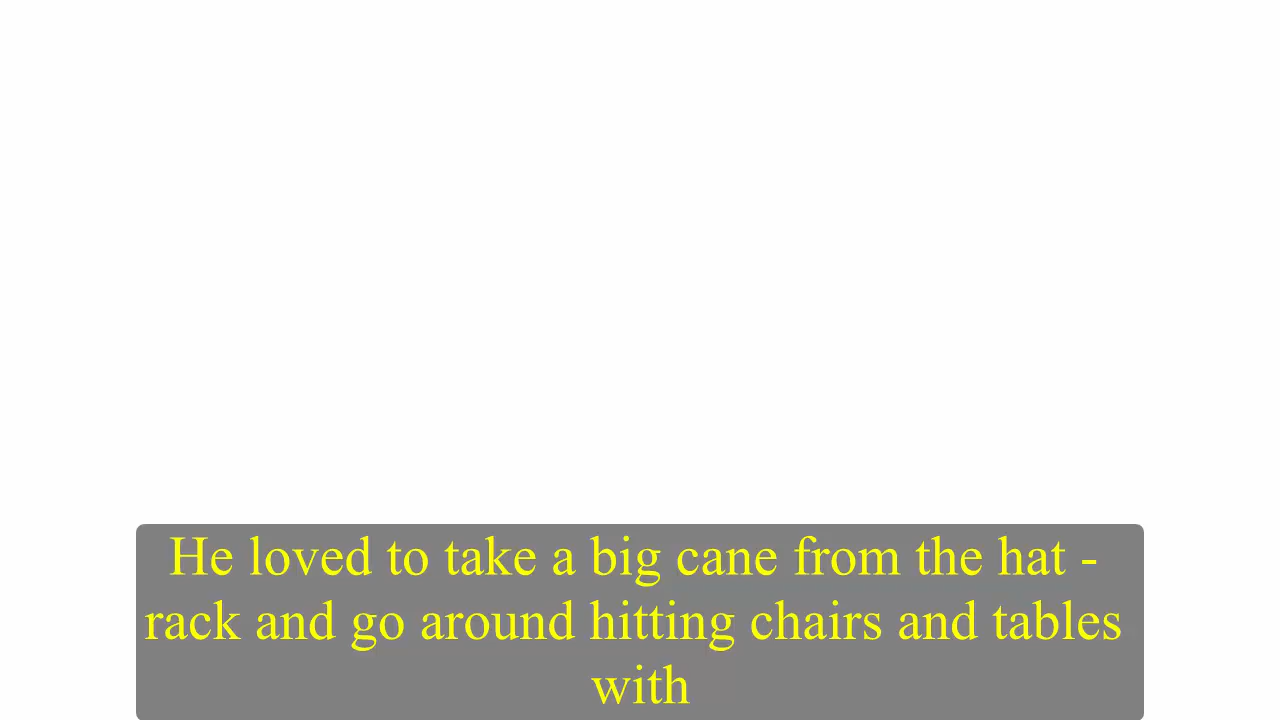 He loved to take a big cane from the hat -
rack and go around hitting chairs and tables
with